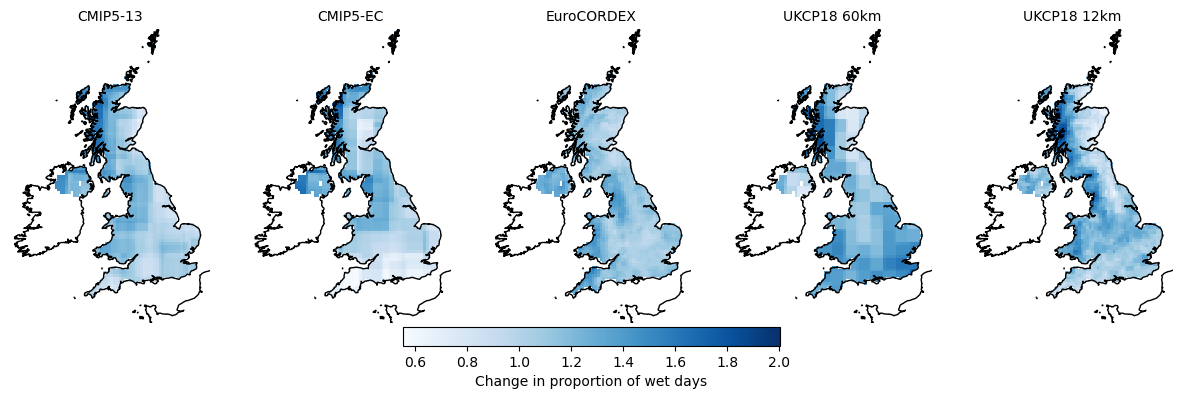 CMIP5-13 CMIP5-EC EuroCORDEX UKCP18 60km UKCP18 12km
0.6 0.8 1.0 1.2 1.4 1.6 1.8 2.0
Change in proportion of wet days